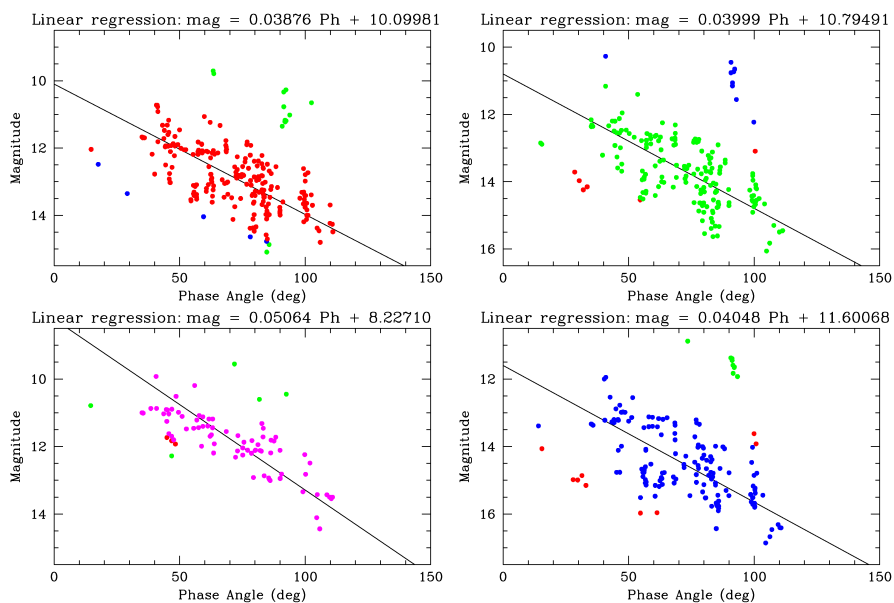 Linear regression: mag = 0.03876 Ph + 10.09981
Magnitude
10
12
14
0 50 100 150
Phase Angle (deg)
Linear regression: mag = 0.03999 Ph + 10.79491
Magnitude
10
12
14
16
0 50 100 150
Phase Angle (deg)
Linear regression: mag = 0.05064 Ph + 8.22710
Magnitude
10
12
14
0 50 100 150
Phase Angle (deg)
Linear regression: mag = 0.04048 Ph + 11.60068
Magnitude
12
14
16
0 50 100 150
Phase Angle (deg)